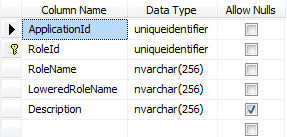 Column Name Data Type Allow Nulls
ApplicationId uniqueidentifier
RoleId uniqueidentifier
RoleName nvarchar(256)
LoweredRoleName nvarchar(256)
Description nvarchar(256)